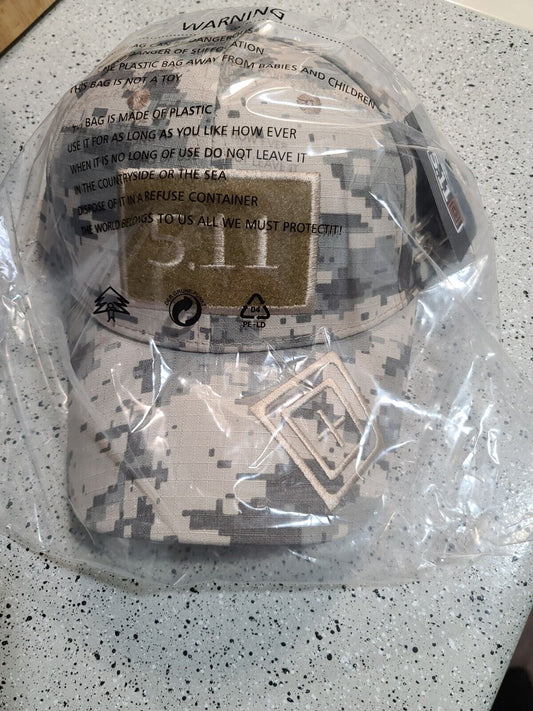 WARNING
DANGEROUS
DANGER OF SUFFOCATION
PLASTIC BAG AWAY FROM BABIES AND CHILDREN
THIS BAG IS NOT A TOY
BAG IS MADE OF PLASTIC
USE IT FOR AS LONG AS YOU LIKE HOW EVER
WHEN IT IS NO LONG OF USE DO NOT LEAVE IT
IN THE COUNTRYSIDE OR THE SEA
DISPOSE OF IT IN A REFUSE CONTAINER
THE WORLD BELONGS TO US ALL WE MUST PROTECTIT!
5.11
04
PE-LD